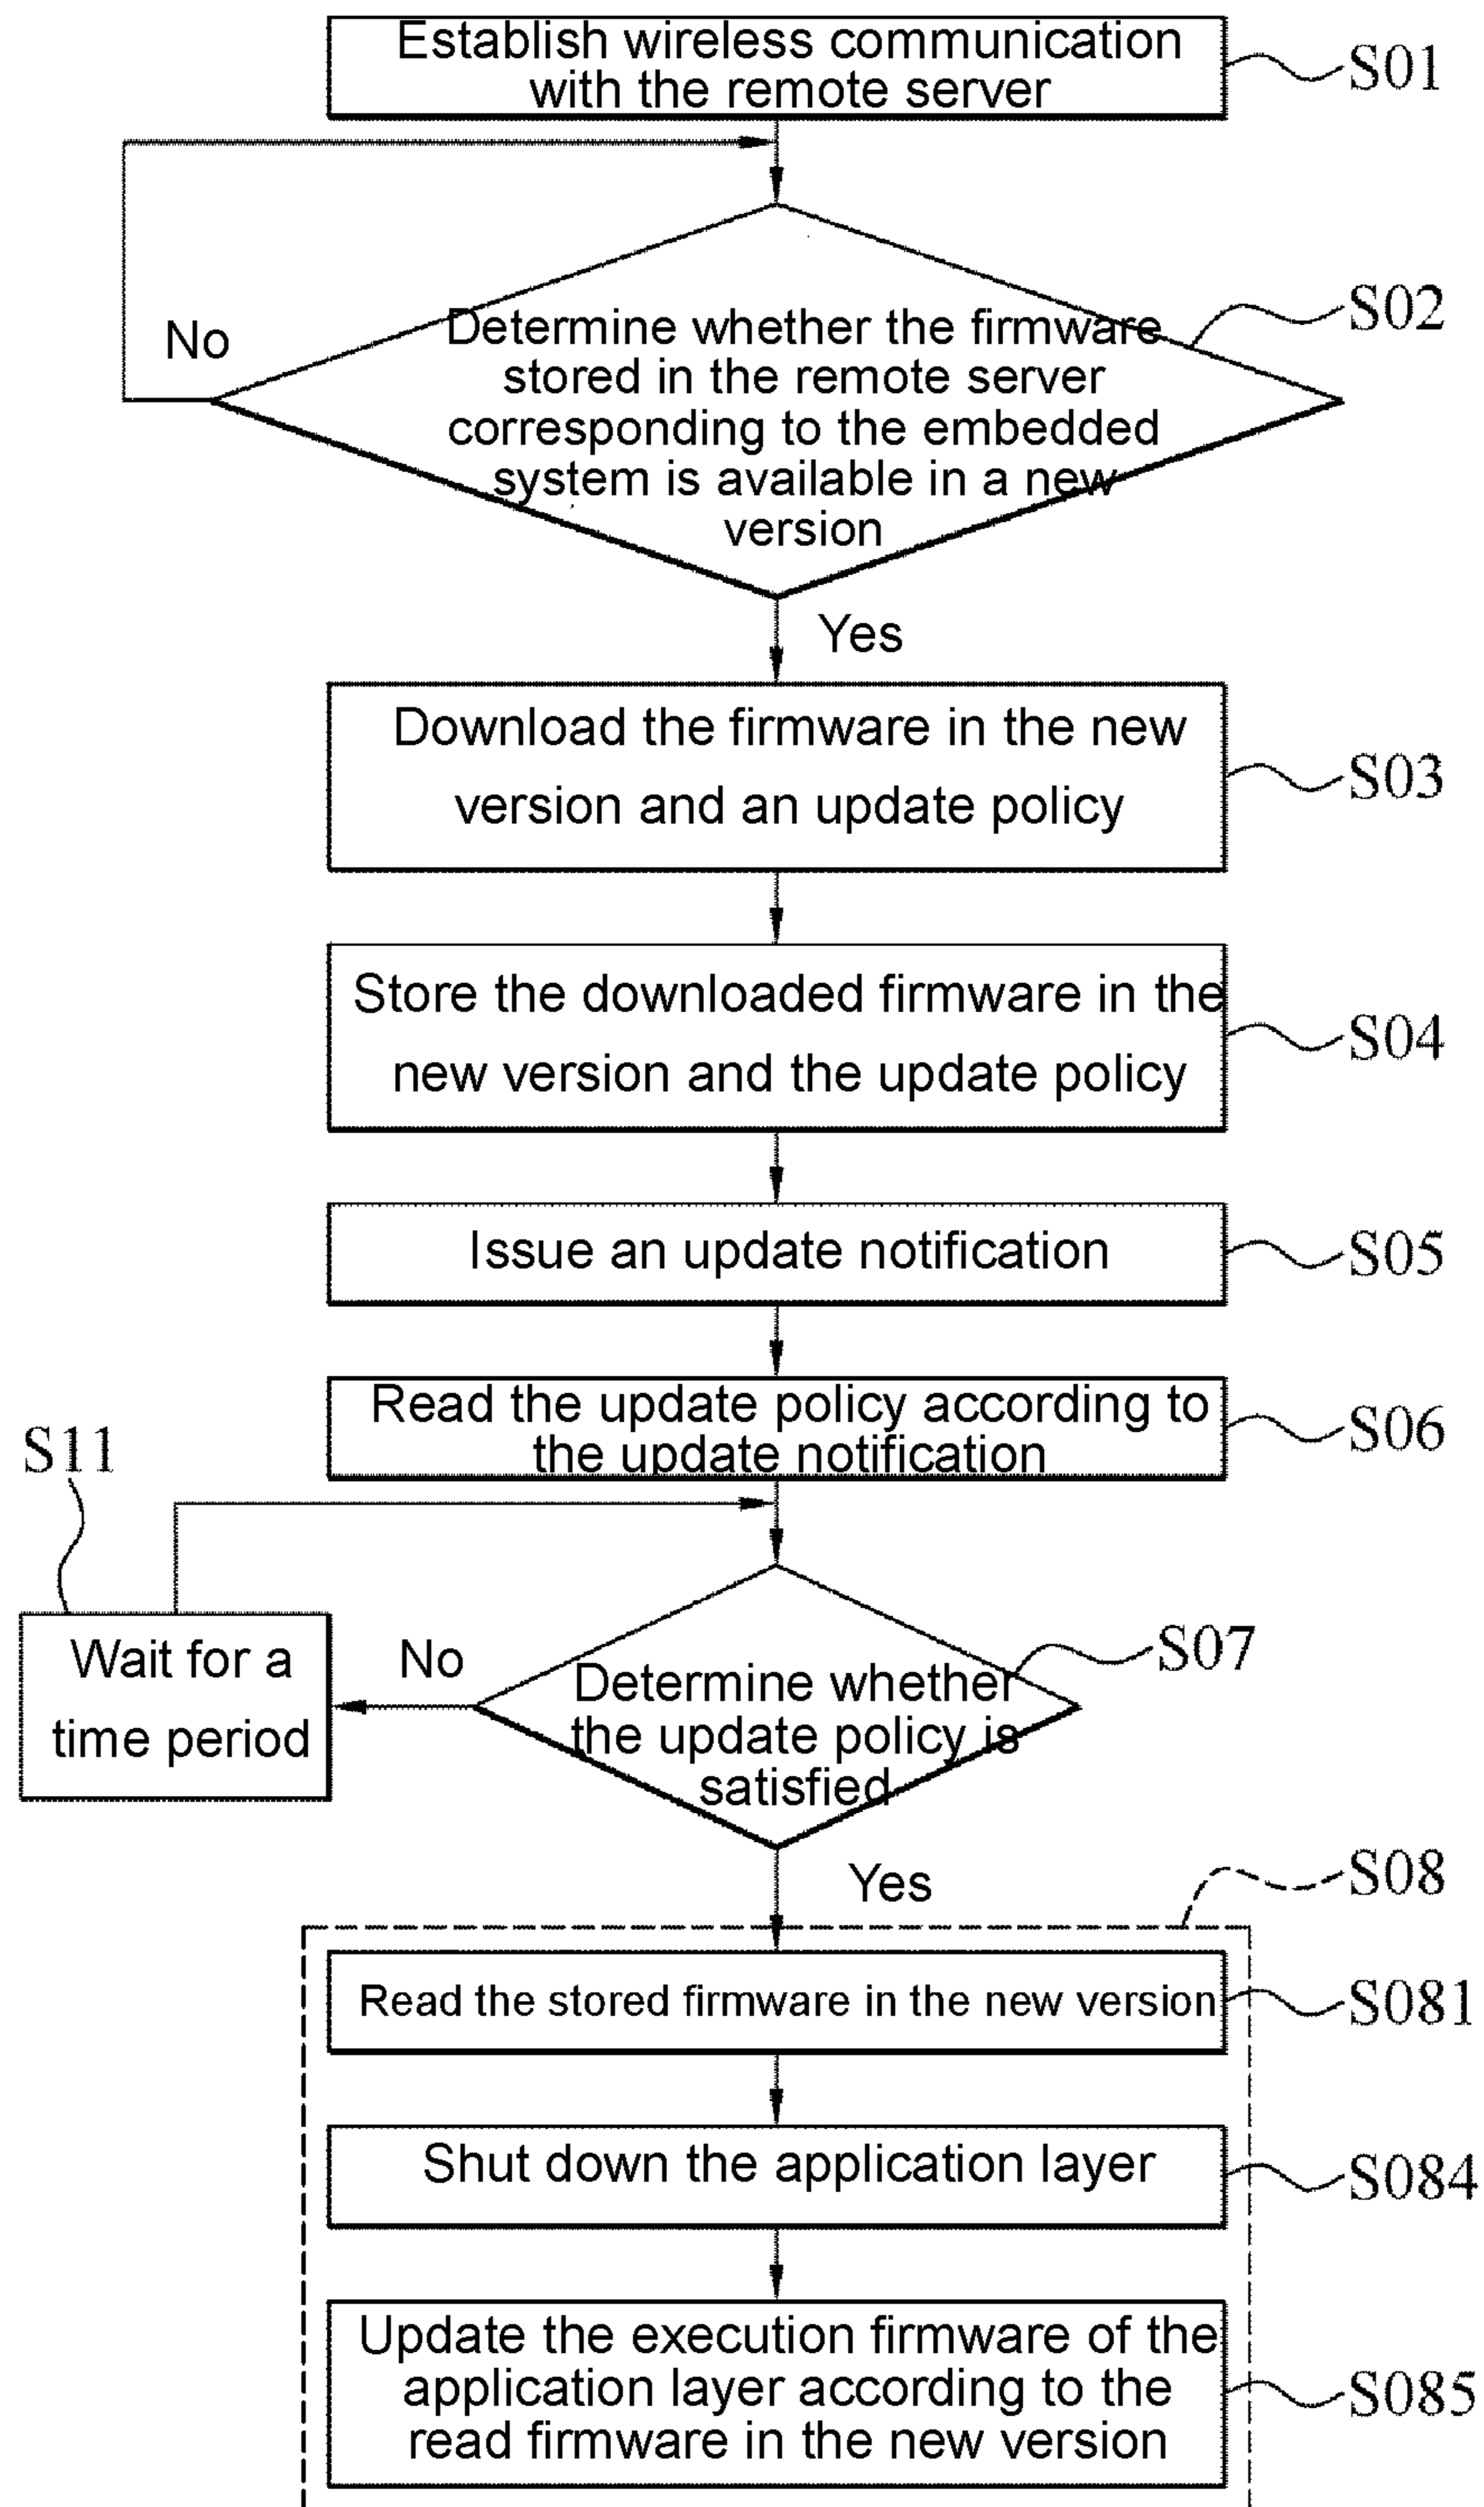 Establish wireless communication
with the remote server
S01
No
Determine whether the firmware
stored in the remote server
corresponding to the embedded
system is available in a new
version
S02
Yes
Download the firmware in the new
version and an update policy
S03
Store the downloaded firmware in the
new version and the update policy
S04
Issue an update notification
S05
Read the update policy according to
the update notification
S06
S11
Wait for a
time period
No
Determine whether
the update policy is
satisfied
S07
Yes
S08
Read the stored firmware in the new version
S081
Shut down the application layer
S084
Update the execution firmware of the
application layer according to the
read firmware in the new version
S085